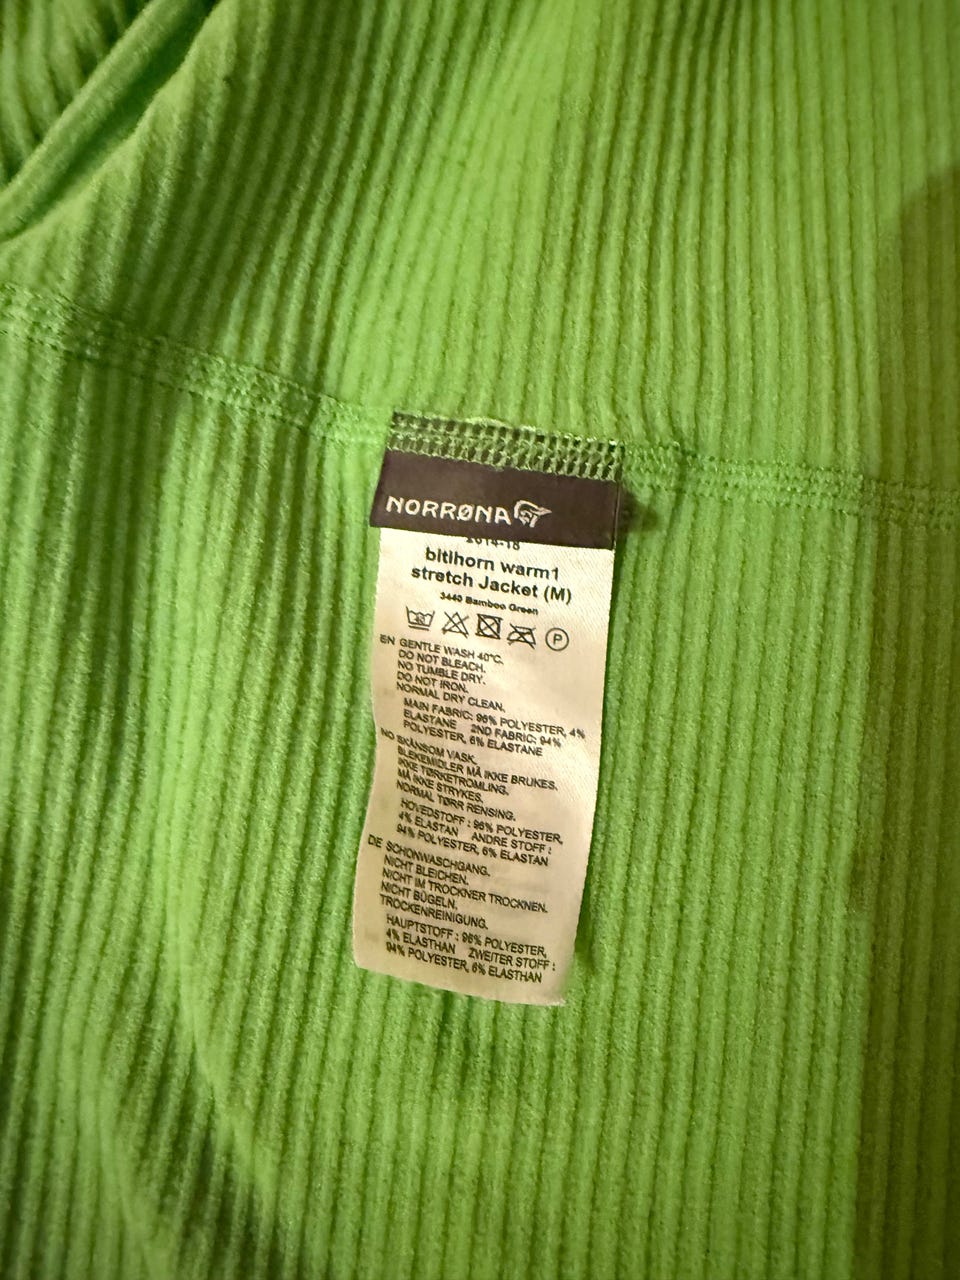 NORRØNA
bitihorn warm1
stretch Jacket (M)
3440 Bamboo Green
P
EN GENTLE WASH 40°C.
DO NOT BLEACH.
NO TUMBLE DRY.
DO NOT IRON.
NORMAL DRY CLEAN.
MAIN FABRIC: 96% POLYESTER, 4%
ELASTANE 2ND FABRIC: 94%
POLYESTER, 6% ELASTANE
NO SKÅNSOM VASK.
BLEKEMIDLER MÅ IKKE BRUKES.
IKKE TØRKETROMLING.
MÅ IKKE STRYKES.
NORMAL TØRR RENSING.
HOVEDSTOFF : 96% POLYESTER,
4% ELASTAN ANDRE STOFF :
94% POLYESTER, 6% ELASTAN
DE SCHONWASCHGANG.
NICHT BLEICHEN.
NICHT IM TROCKNER TROCKNEN.
NICHT BÜGELN.
TROCKENREINIGUNG.
HAUPTSTOFF : 96% POLYESTER,
4% ELASTHAN ZWEITER STOFF :
94% POLYESTER, 6% ELASTHAN